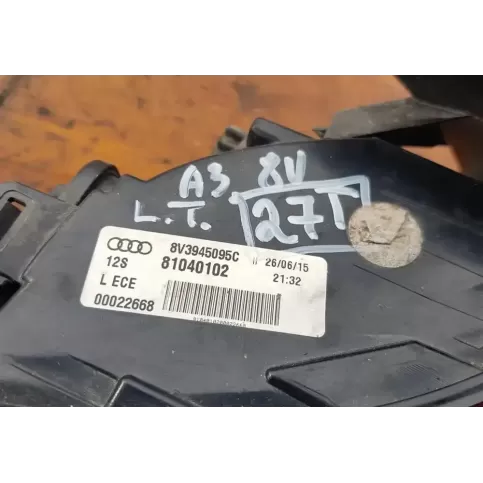 A3 8V
L.T. 27T
8V3945095C 26/06/15
12S 81040102 21:32
L ECE
00022668